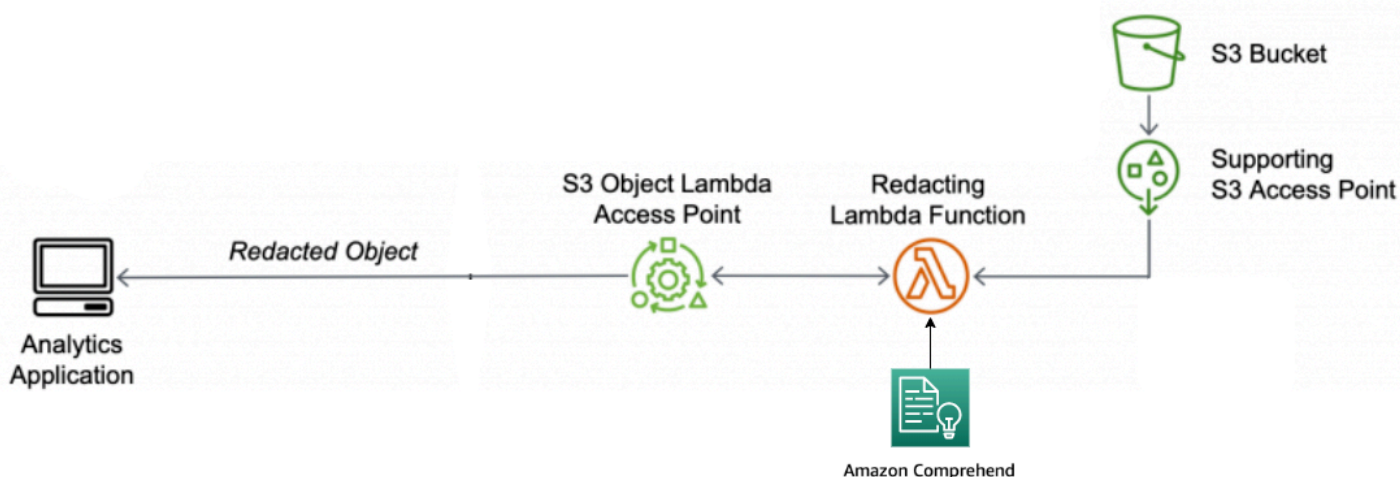 S3 Bucket
Supporting
S3 Access Point
S3 Object Lambda
Access Point
Redacting
Lambda Function
Redacted Object
Analytics
Application
Amazon Comprehend